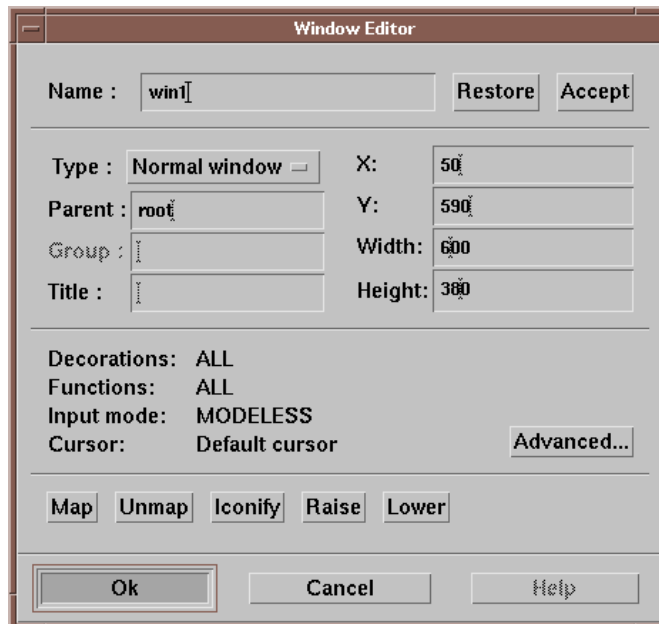 Window Editor
Name : win1 Restore Accept
Type : Normal window X: 50
Parent : root Y: 590
Group : Width: 600
Title : Height: 380
Decorations: ALL
Functions: ALL
Input mode: MODELESS
Cursor: Default cursor Advanced...
Map Unmap Iconify Raise Lower
Ok Cancel Help